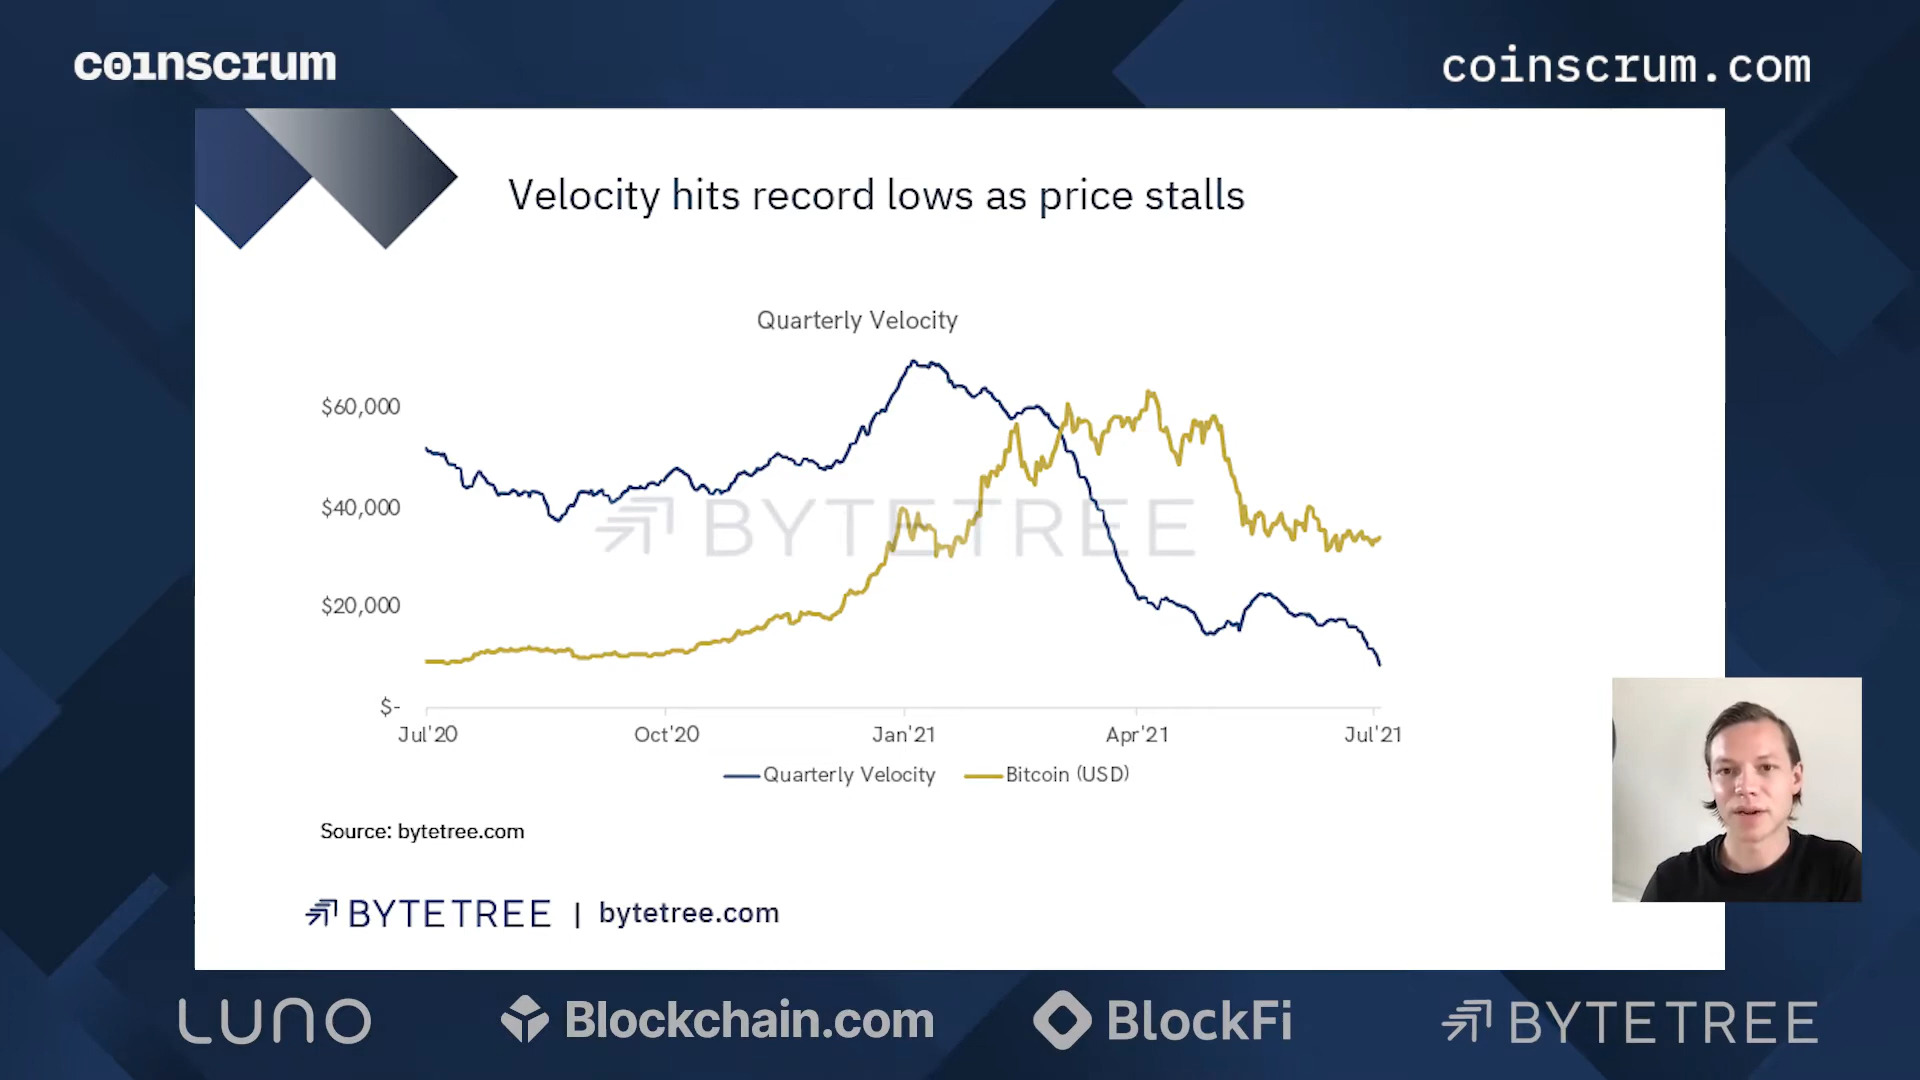 coinscrum
coinscrum.com
Velocity hits record lows as price stalls
Quarterly Velocity
$60,000
$40,000
$20,000
$-
BYTETREE
Jul'20 Oct'20 Jan'21 Apr'21 Jul'21
Quarterly Velocity Bitcoin (USD)
Source: bytetree.com
BYTETREE | bytetree.com
LUNO Blockchain.com BlockFi BYTETREE